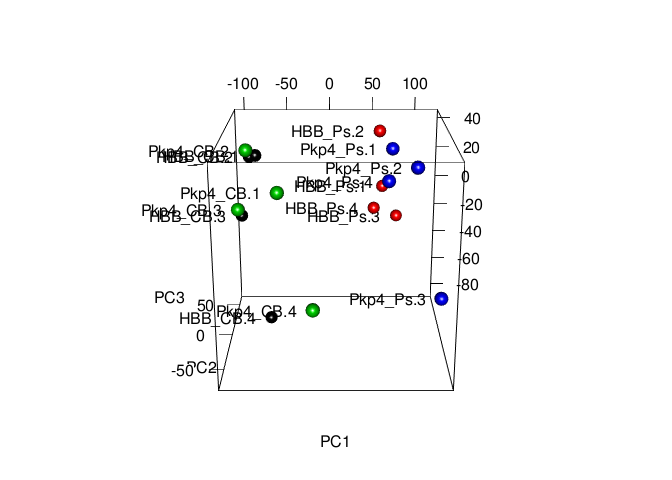 -100 -50 0 50 100
40
HBB_Ps.2
Pkp4_Ps.1
20
Pkp4_CB.2
Pkp4_Ps.2
0
Pkp4_Ps.4
HBB_Ps.1
Pkp4_CB.1
-20
Pkp4_CB.3
HBB_Ps.4
HBB_CB.3
HBB_Ps.3
-40
-60
-80
PC3
50
Pkp4_Ps.3
Pkp4_CB.4
HBB_CB.4
0
-50
PC2
PC1